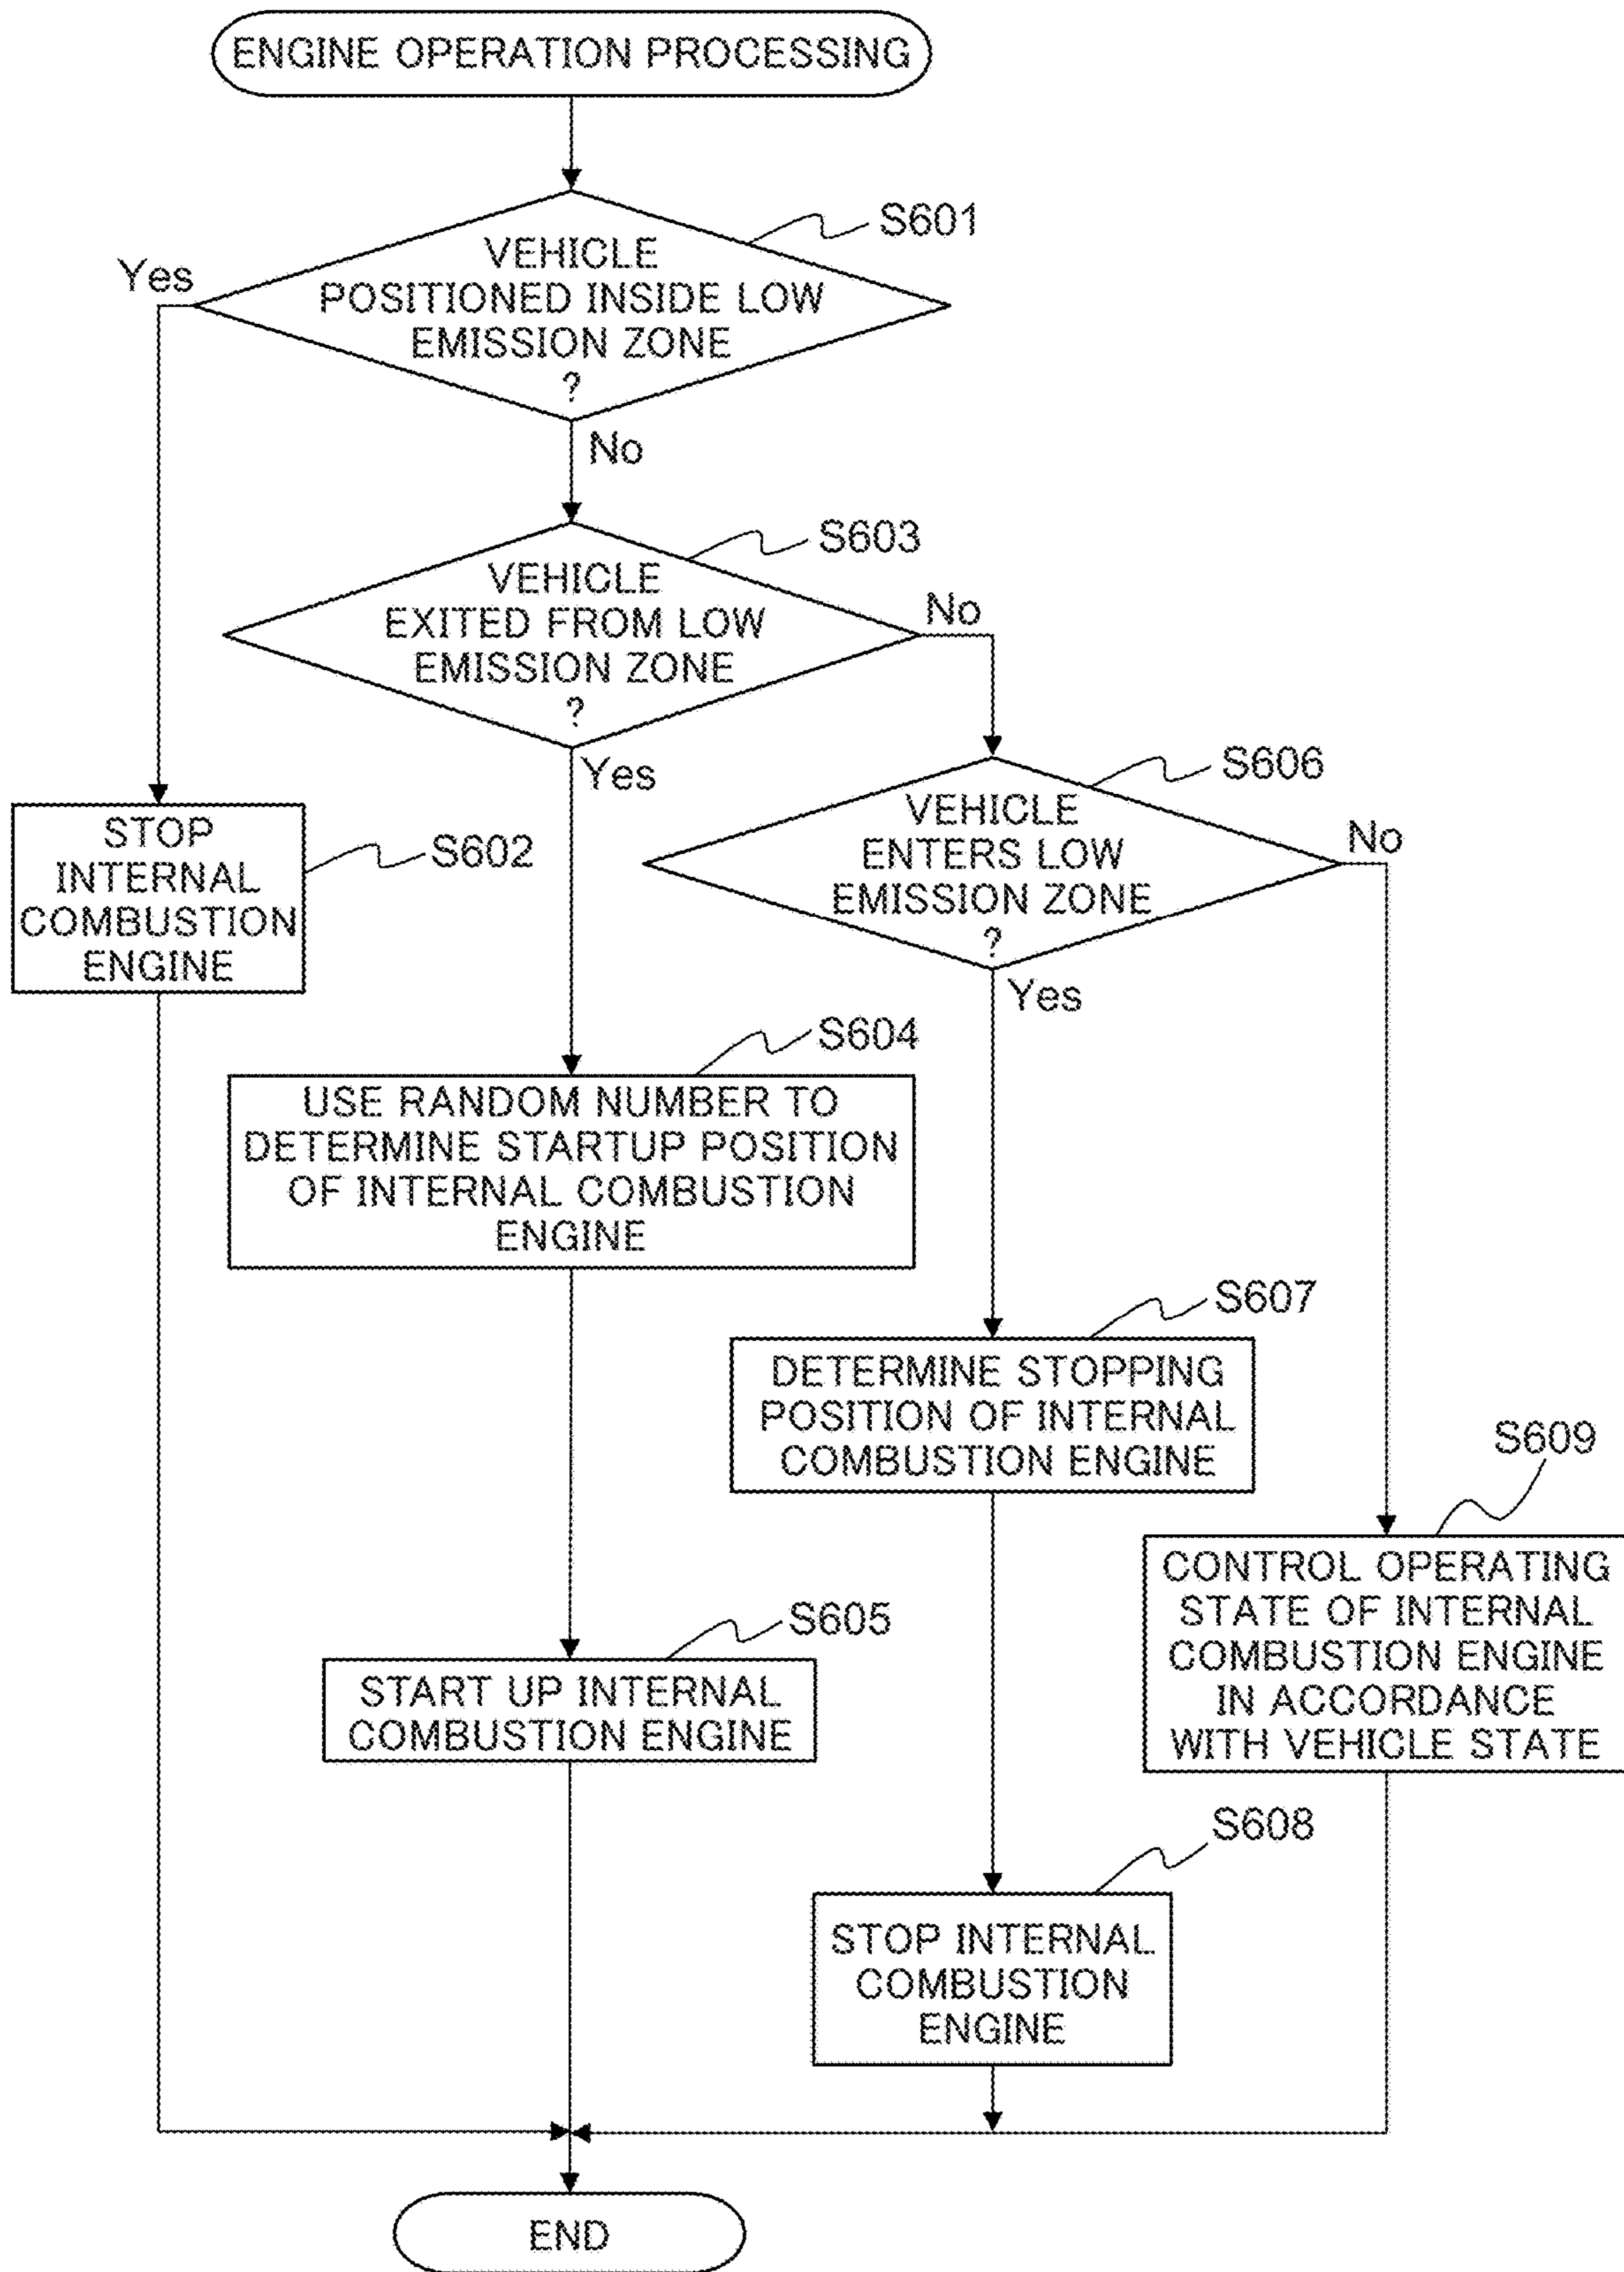 ENGINE OPERATION PROCESSING
S601
VEHICLE
POSITIONED INSIDE LOW
EMISSION ZONE
?
Yes
No
S603
VEHICLE
EXITED FROM LOW
EMISSION ZONE
?
No
Yes
S606
VEHICLE
ENTERS LOW
EMISSION ZONE
?
No
Yes
STOP
INTERNAL
COMBUSTION
ENGINE
S602
S604
USE RANDOM NUMBER TO
DETERMINE STARTUP POSITION
OF INTERNAL COMBUSTION
ENGINE
S607
DETERMINE STOPPING
POSITION OF INTERNAL
COMBUSTION ENGINE
S609
CONTROL OPERATING
STATE OF INTERNAL
COMBUSTION ENGINE
IN ACCORDANCE
WITH VEHICLE STATE
S605
START UP INTERNAL
COMBUSTION ENGINE
S608
STOP INTERNAL
COMBUSTION
ENGINE
END